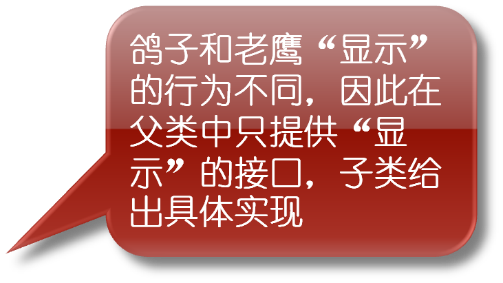 鸽子和老鹰“显示”
的行为不同，因此在
父类中只提供“显
示”的接口，子类给
出具体实现